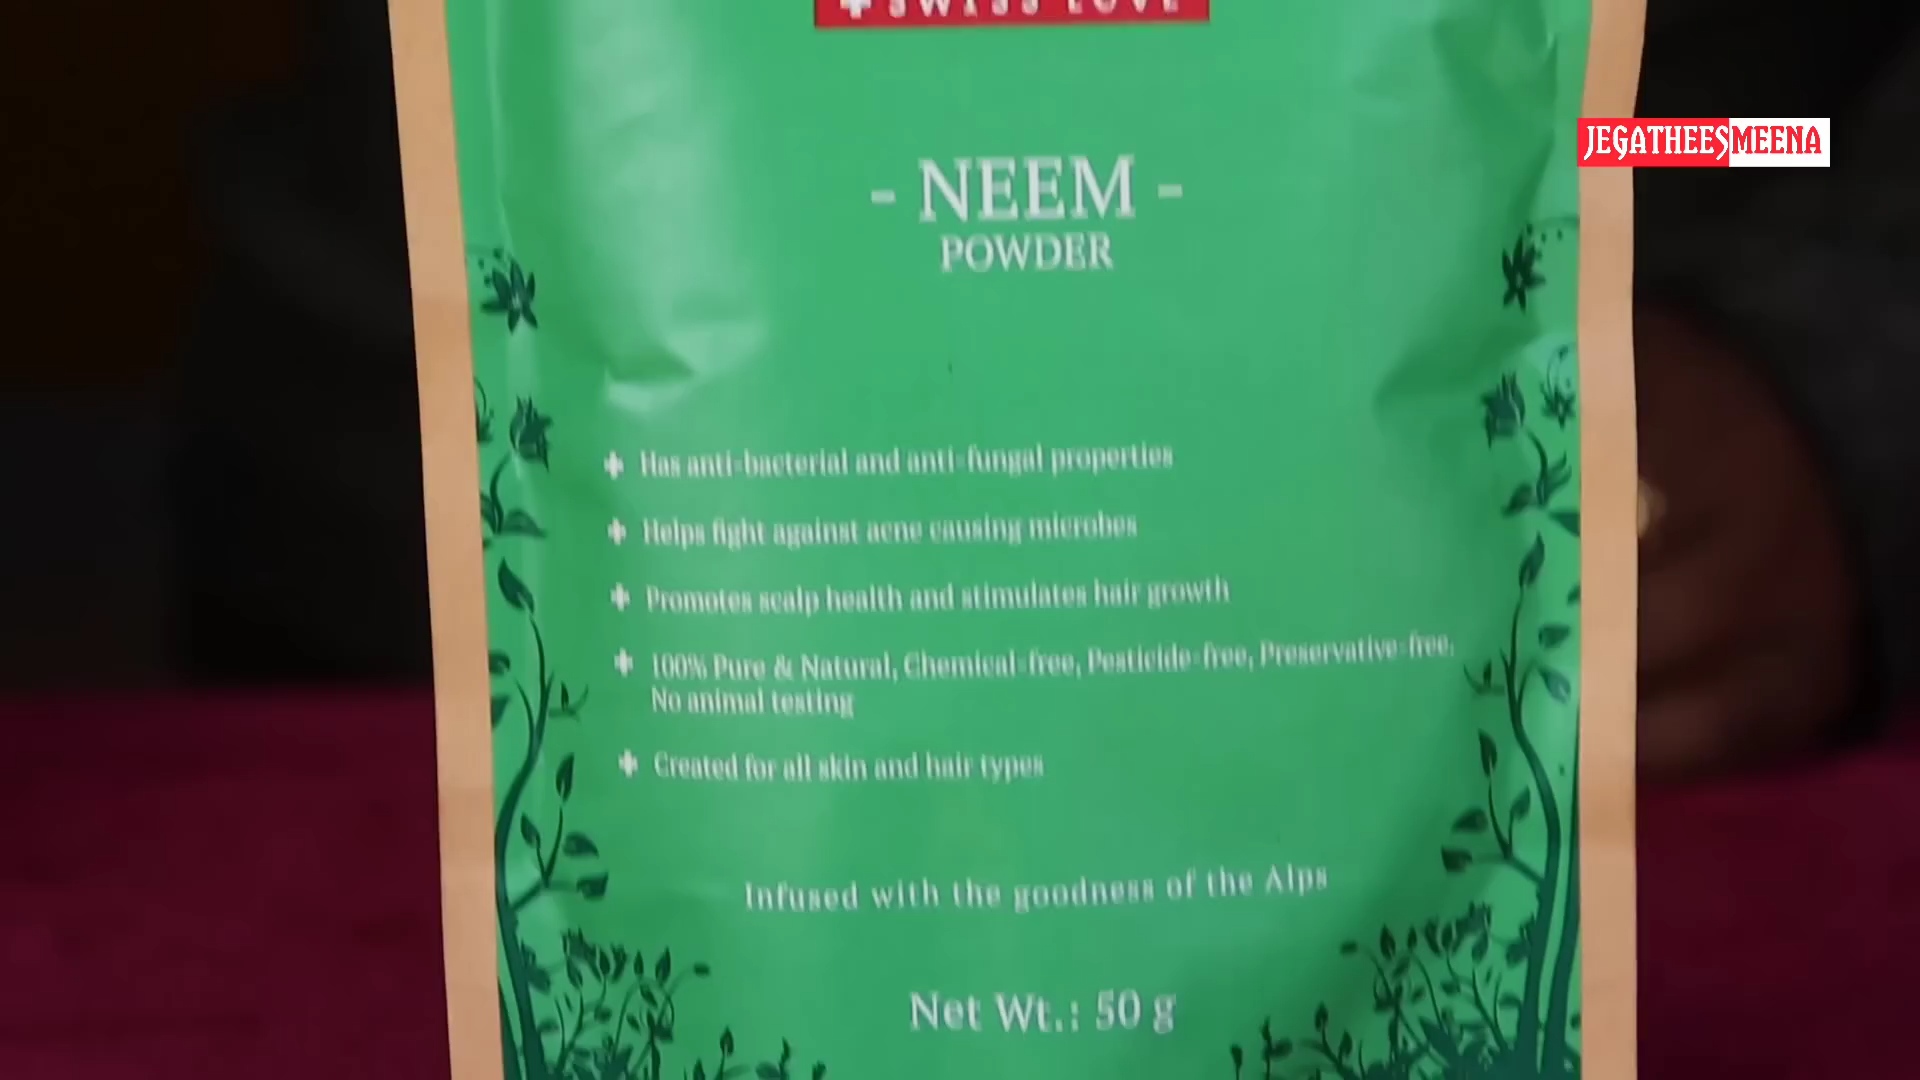 SWISS LOVE
JEGATHEESMEENA
- NEEM -
POWDER
Has anti-bacterial and anti-fungal properties
Helps fight against acne causing microbes
Promotes scalp health and stimulates hair growth
100% Pure & Natural, Chemical-free, Pesticide-free, Preservative-free,
No animal testing
Created for all skin and hair types
Infused with the goodness of the Alps
Net Wt.: 50 g